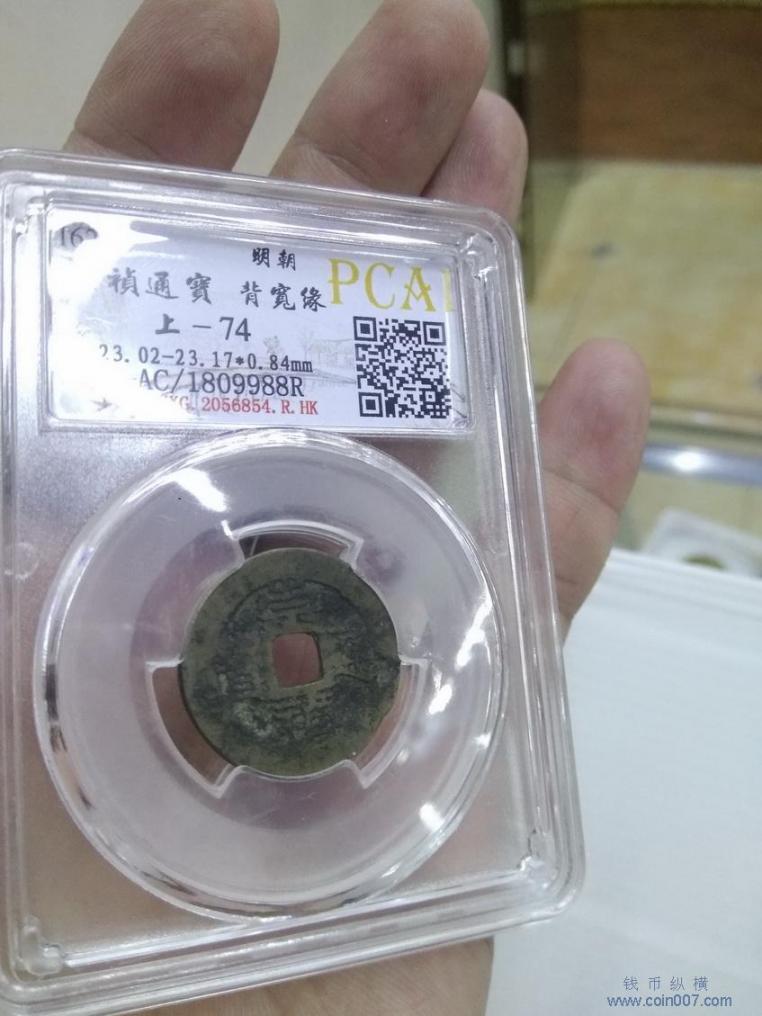 明朝
禎通寶 背寬缘 PCA
上－74
23.02-23.17*0.84mm
AC/1809988R
2056854.R.HK
钱币纵横
www.coin007.com